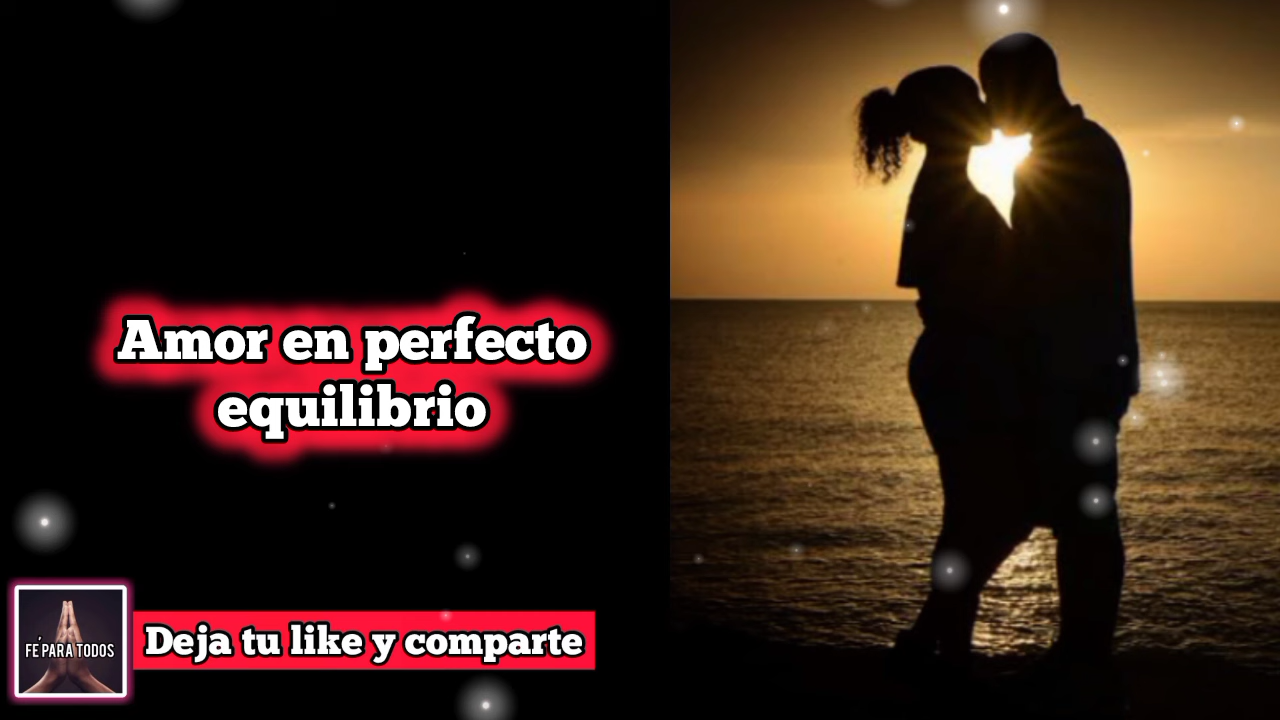 Amor en perfecto
equilibrio
FÉ PARA TODOS
Deja tu like y comparte